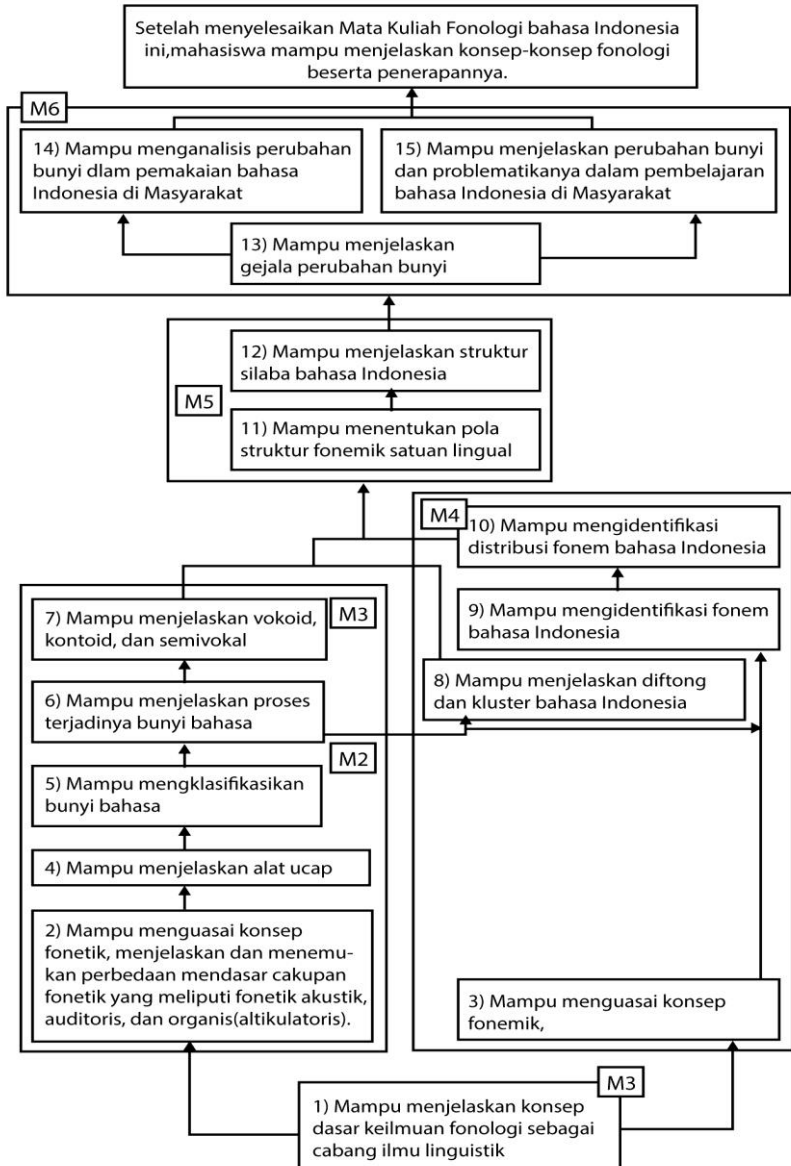 Setelah menyelesaikan Mata Kuliah Fonologi bahasa Indonesia
ini,mahasiswa mampu menjelaskan konsep-konsep fonologi
beserta penerapannya.
M6
14) Mampu menganalisis perubahan
bunyi dlam pemakaian bahasa
Indonesia di Masyarakat
15) Mampu menjelaskan perubahan bunyi
dan problematikanya dalam pembelajaran
bahasa Indonesia di Masyarakat
13) Mampu menjelaskan
gejala perubahan bunyi
12) Mampu menjelaskan struktur
silaba bahasa Indonesia
M5
11) Mampu menentukan pola
struktur fonemik satuan lingual
M4
10) Mampu mengidentifikasi
distribusi fonem bahasa Indonesia
7) Mampu menjelaskan vokoid,
kontoid, dan semivokal
M3
9) Mampu mengidentifikasi fonem
bahasa Indonesia
6) Mampu menjelaskan proses
terjadinya bunyi bahasa
8) Mampu menjelaskan diftong
dan kluster bahasa Indonesia
M2
5) Mampu mengklasifikasikan
bunyi bahasa
4) Mampu menjelaskan alat ucap
2) Mampu menguasai konsep
fonetik, menjelaskan dan menemu-
kan perbedaan mendasar cakupan
fonetik yang meliputi fonetik akustik,
auditoris, dan organis(altikulatoris).
3) Mampu menguasai konsep
fonemik,
M3
1) Mampu menjelaskan konsep
dasar keilmuan fonologi sebagai
cabang ilmu linguistik